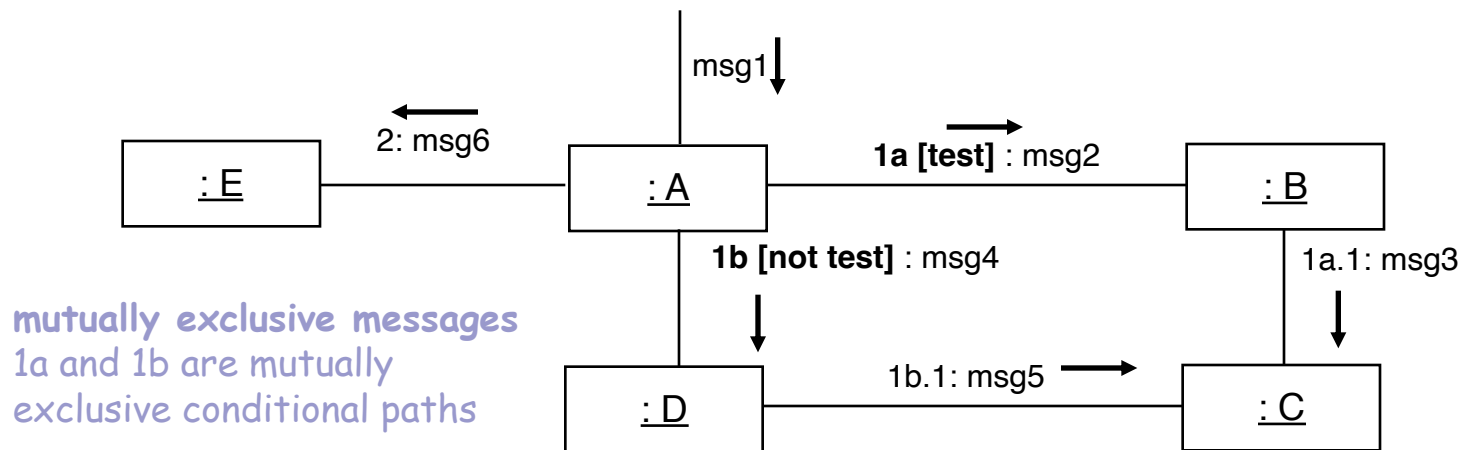 msg1
2: msg6
1a [test] : msg2
: E
: A
: B
1b [not test] : msg4
1a.1: msg3
mutually exclusive messages
1a and 1b are mutually
exclusive conditional paths
1b.1: msg5
: D
: C